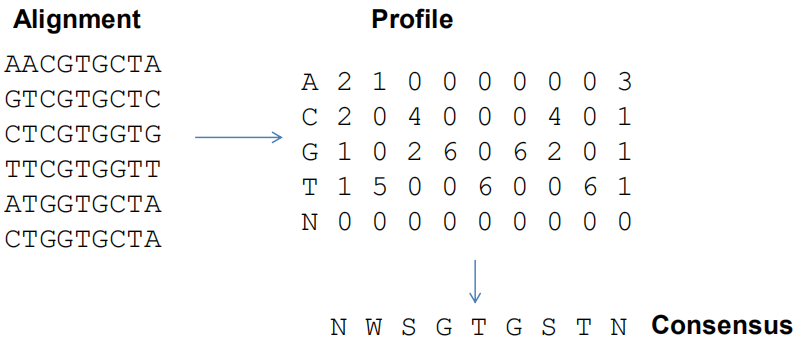 Alignment
AACGTGCTA
GTCGTGCTC
CTCGTGGTG
TTCGTGGTT
ATGGTGCTA
CTGGTGCTA
Profile
A 2 1 0 0 0 0 0 0 3
C 2 0 4 0 0 0 4 0 1
G 1 0 2 6 0 6 2 0 1
T 1 5 0 0 6 0 0 6 1
N 0 0 0 0 0 0 0 0 0
N W S G T G S T N Consensus